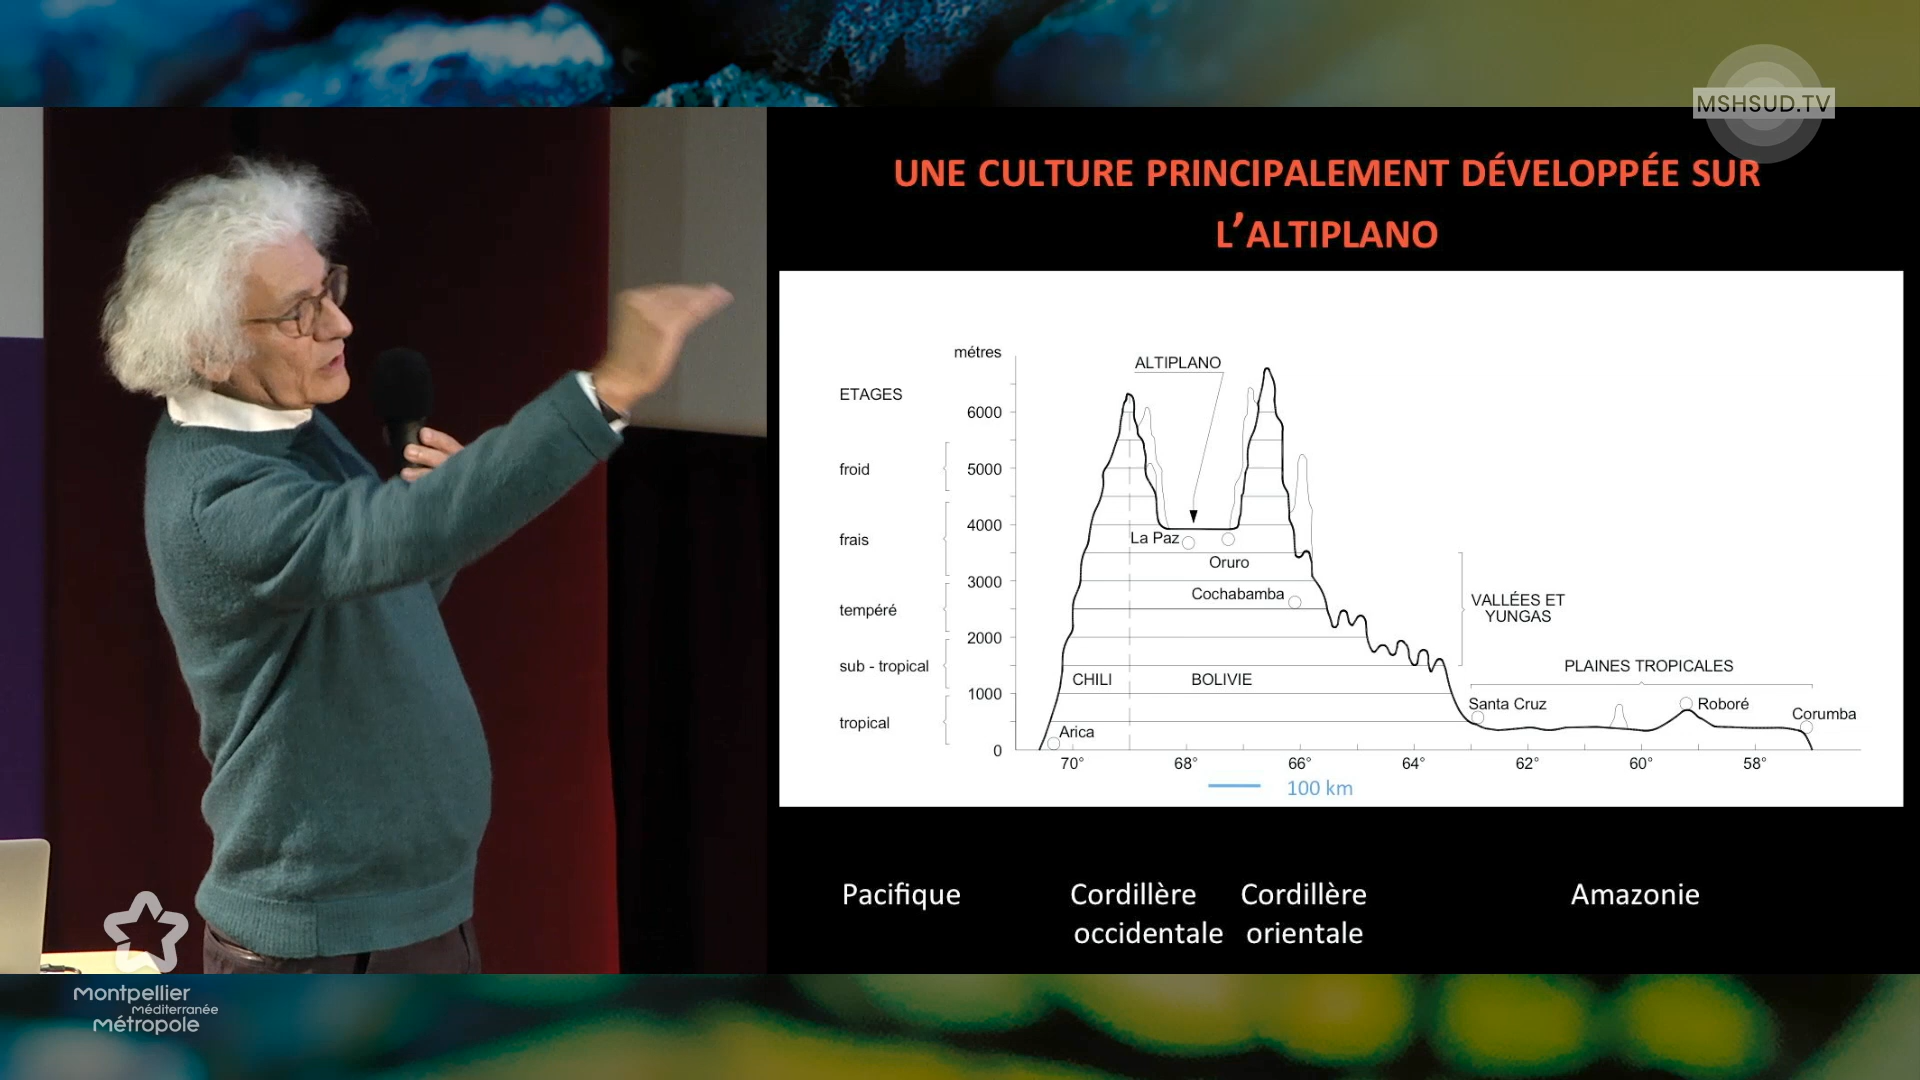 MSHSUD.TV
UNE CULTURE PRINCIPALEMENT DÉVELOPPÉE SUR
L’ALTIPLANO
métres
ALTIPLANO
ETAGES
6000
froid
5000
4000
frais
La Paz
Oruro
3000
Cochabamba
tempéré
VALLÉES ET
YUNGAS
2000
sub - tropical
PLAINES TROPICALES
CHILI
BOLIVIE
1000
Santa Cruz
Roboré
Corumba
tropical
Arica
0
70°
68°
66°
64°
62°
60°
58°
100 km
Pacifique
Cordillère
occidentale
Cordillère
orientale
Amazonie
montpellier
méditerranée
métropole